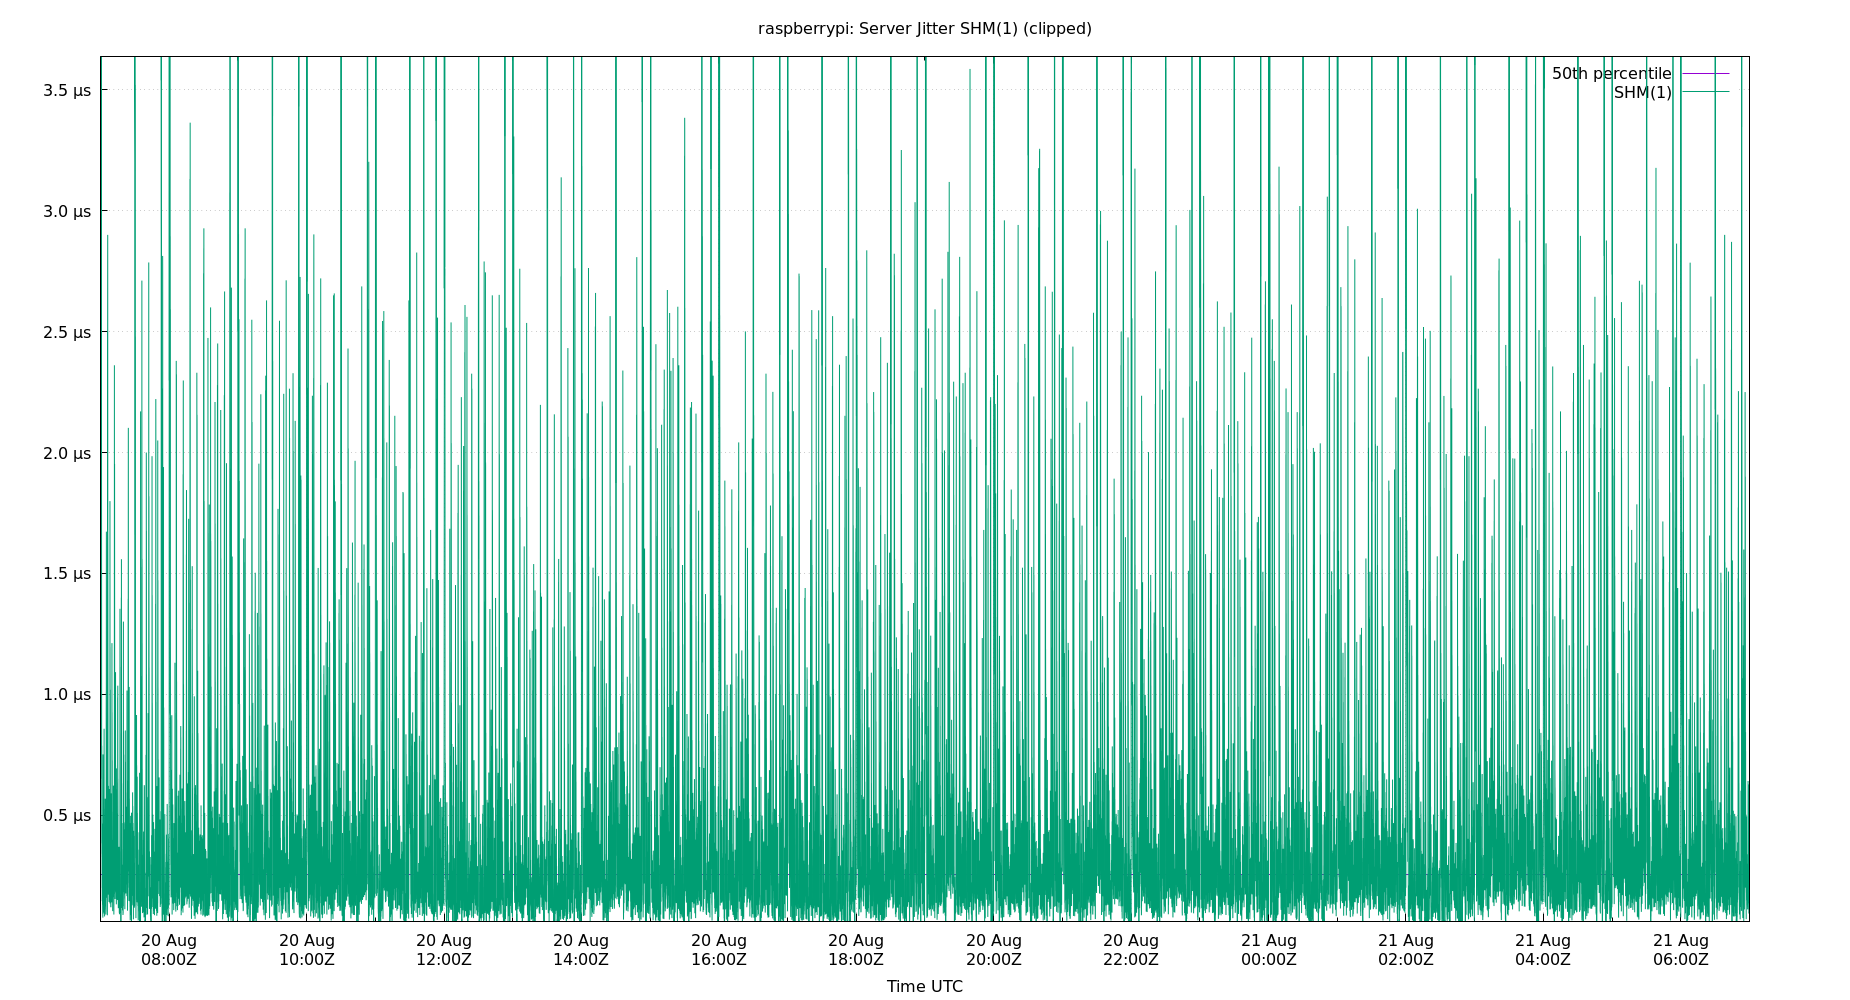 raspberrypi: Server Jitter SHM(1) (clipped)
50th percentile
SHM(1)
3.5 μs
3.0 μs
2.5 μs
2.0 μs
1.5 μs
1.0 μs
0.5 μs
20 Aug 20 Aug 20 Aug 20 Aug 20 Aug 20 Aug 20 Aug 20 Aug 21 Aug 21 Aug 21 Aug 21 Aug
08:00Z 10:00Z 12:00Z 14:00Z 16:00Z 18:00Z 20:00Z 22:00Z 00:00Z 02:00Z 04:00Z 06:00Z
Time UTC